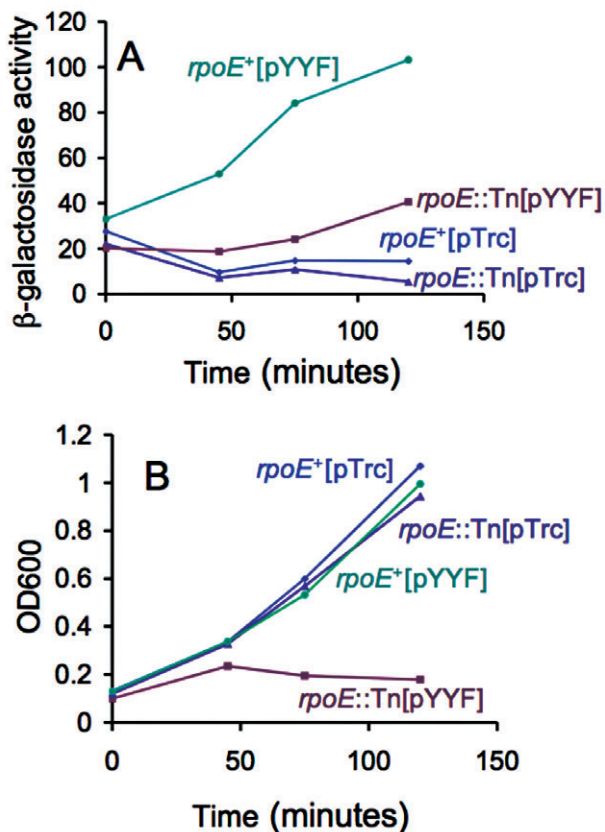 A
β-galactosidase activity
120
100
80
60
40
20
0
rpoE+[pYYF]
rpoE::Tn[pYYF]
rpoE+[pTrc]
rpoE::Tn[pTrc]
0 50 100 150
Time (minutes)
B
OD600
1.2
1
0.8
0.6
0.4
0.2
0
rpoE+[pTrc]
rpoE::Tn[pTrc]
rpoE+[pYYF]
rpoE::Tn[pYYF]
0 50 100 150
Time (minutes)